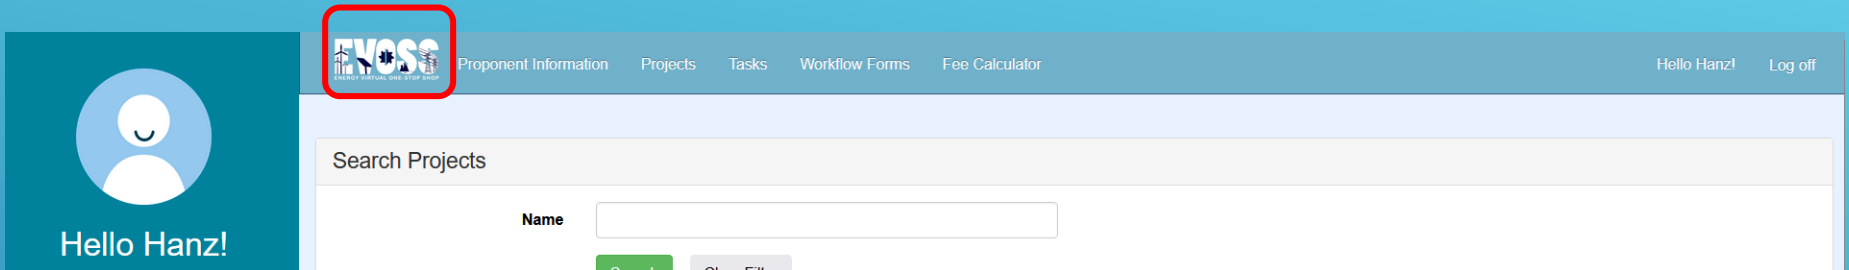 EVOSS
ENERGY VIRTUAL ONE-STOP SHOP
Proponent Information Projects Tasks Workflow Forms Fee Calculator Hello Hanz! Log off
Hello Hanz!
Search Projects
Name